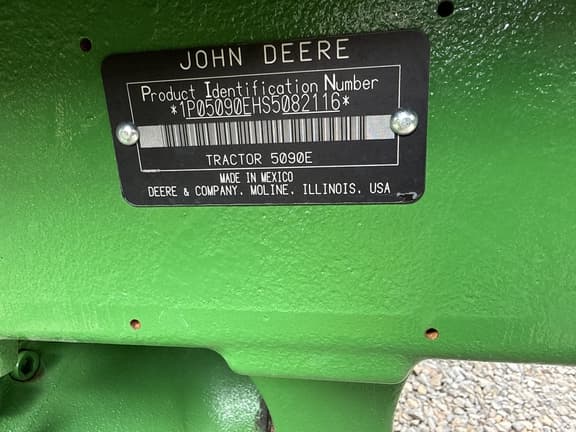 JOHN DEERE
Product Identification Number
*1P05090EHS5082116*
TRACTOR 5090E
MADE IN MEXICO
DEERE & COMPANY, MOLINE, ILLINOIS, USA